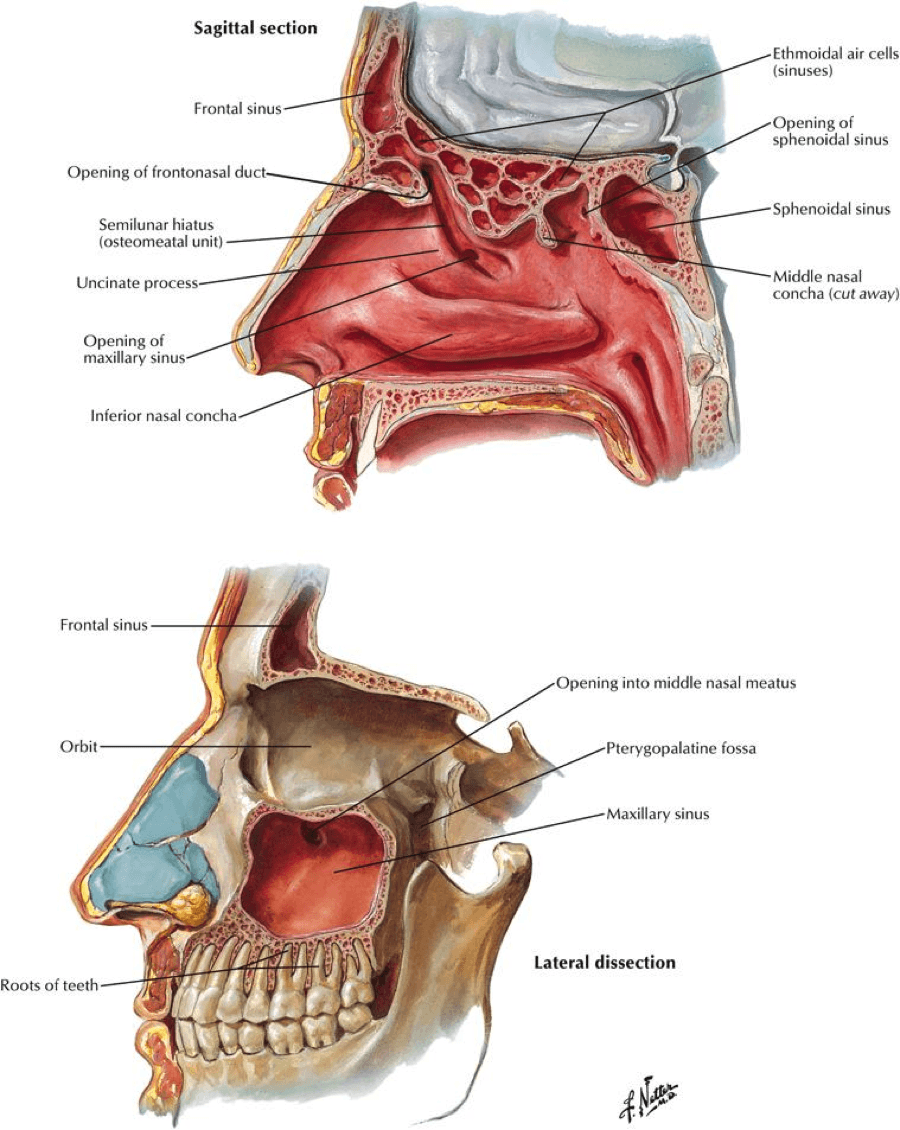 Sagittal section
Ethmoidal air cells
(sinuses)
Frontal sinus
Opening of
sphenoidal sinus
Opening of frontonasal duct
Sphenoidal sinus
Semilunar hiatus
(osteomeatal unit)
Uncinate process
Middle nasal
concha (cut away)
Opening of
maxillary sinus
Inferior nasal concha
Frontal sinus
Opening into middle nasal meatus
Orbit
Pterygopalatine fossa
Maxillary sinus
Lateral dissection
Roots of teeth
F. Netter
M.D.